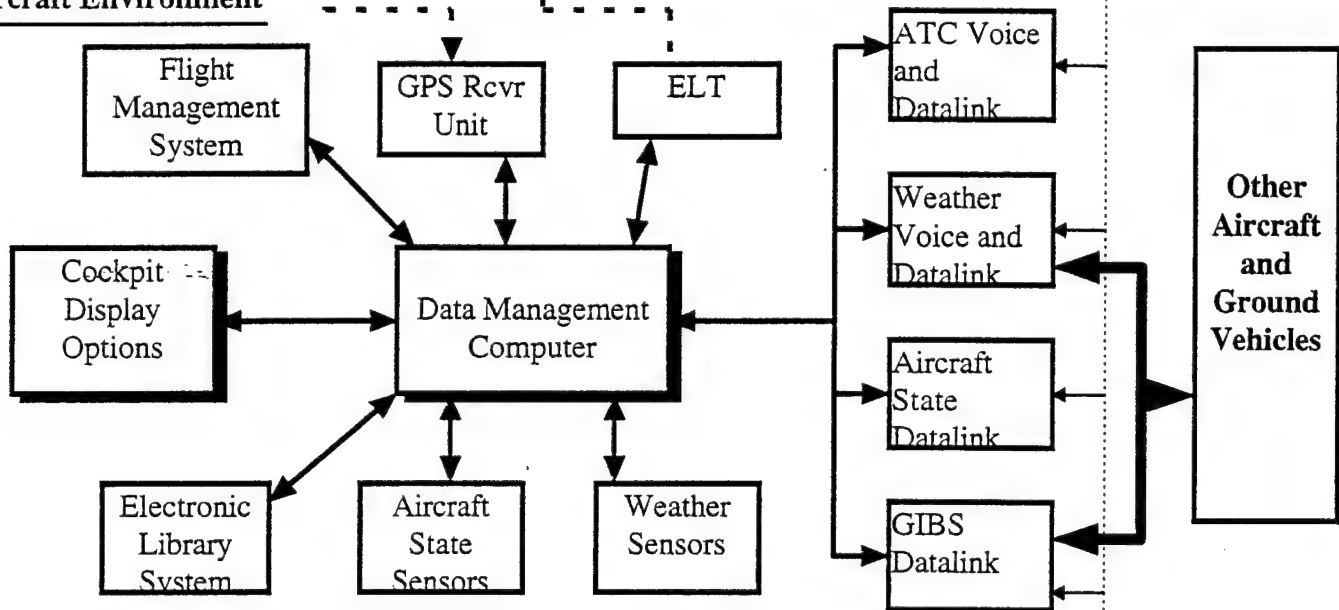 Environment
Flight
Management
System
GPS Rcvr
Unit
ELT
ATC Voice
and
Datalink
Weather
Voice and
Datalink
Other
Aircraft
and
Ground
Vehicles
Cockpit
Display
Options
Data Management
Computer
Aircraft
State
Datalink
Electronic
Library
System
Aircraft
State
Sensors
Weather
Sensors
GIBS
Datalink